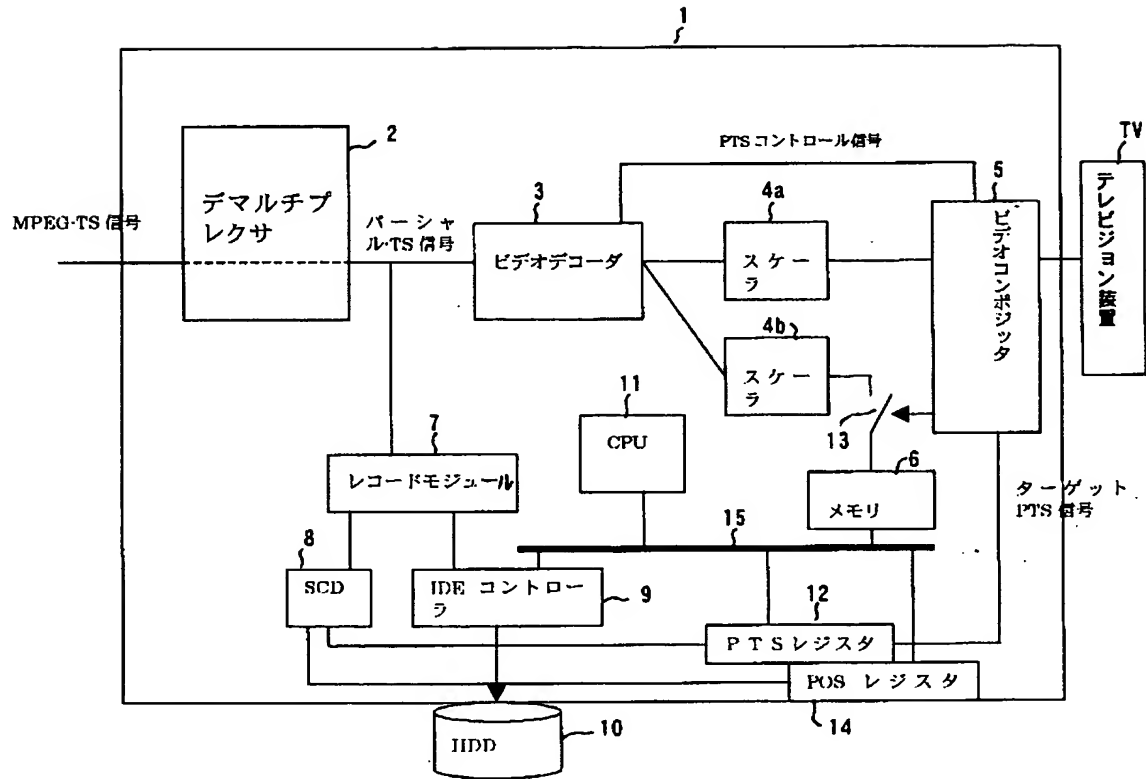 1
2
デマルチプ
レクサ
MPEG-TS 信号
パーシャ
ル・TS 信号
3
ビデオデコーダ
PTS コントロール信号
4a
スケー
ラ
4b
スケー
ラ
5
ビデオコンポジッタ
TV
テレビジョン装置
13
11
CPU
6
メモリ
ターゲット
PTS 信号
7
レコードモジュール
15
8
SCD
IDE コントロー
ラ
9
12
PTSレジスタ
POS レジスタ
14
HDD
10